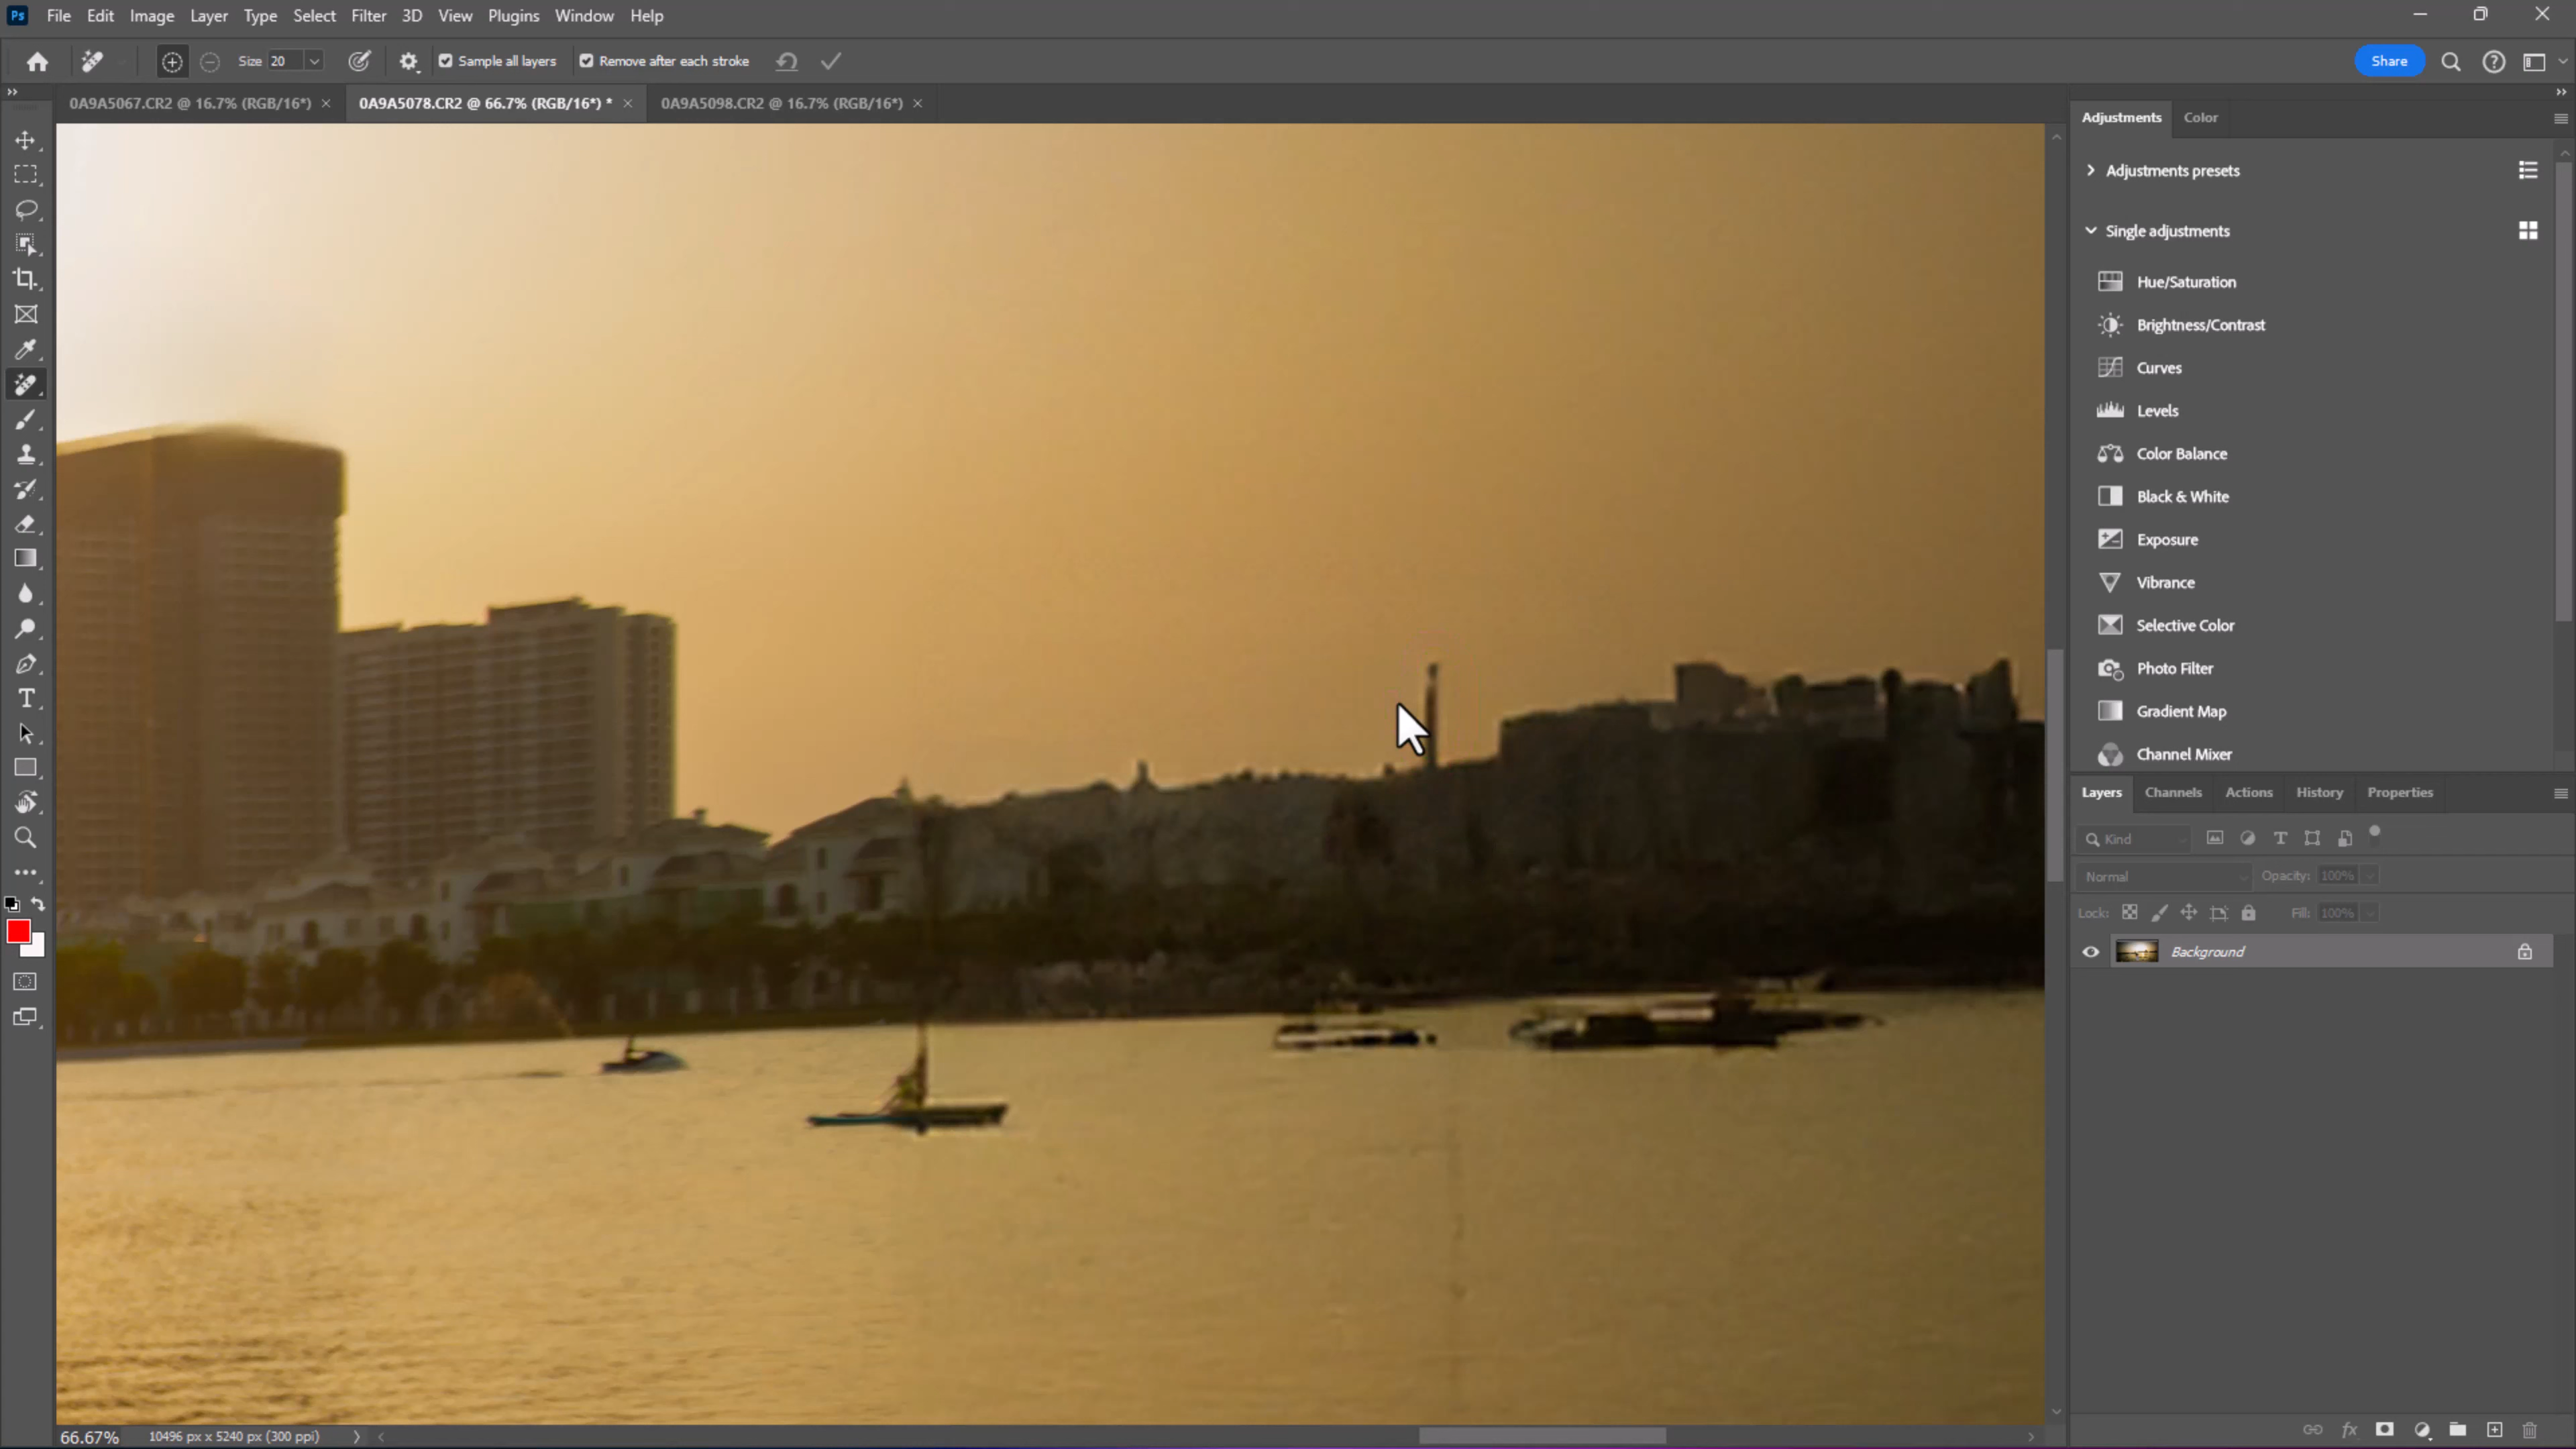 Ps File Edit Image Layer Type Select Filter 3D View Plugins Window Help
Size 20 Sample all layers Remove after each stroke Share
0A9A5067.CR2 @ 16.7% (RGB/16*) × 0A9A5078.CR2 @ 66.7% (RGB/16*) * × 0A9A5098.CR2 @ 16.7% (RGB/16*) ×
Adjustments Color
Adjustments presets
Single adjustments
Hue/Saturation
Brightness/Contrast
Curves
Levels
Color Balance
Black & White
Exposure
Vibrance
Selective Color
Photo Filter
Gradient Map
Channel Mixer
Layers Channels Actions History Properties
Kind
Normal Opacity: 100%
Lock: Fill: 100%
Background
66.67% 10496 px x 5240 px (300 ppi)